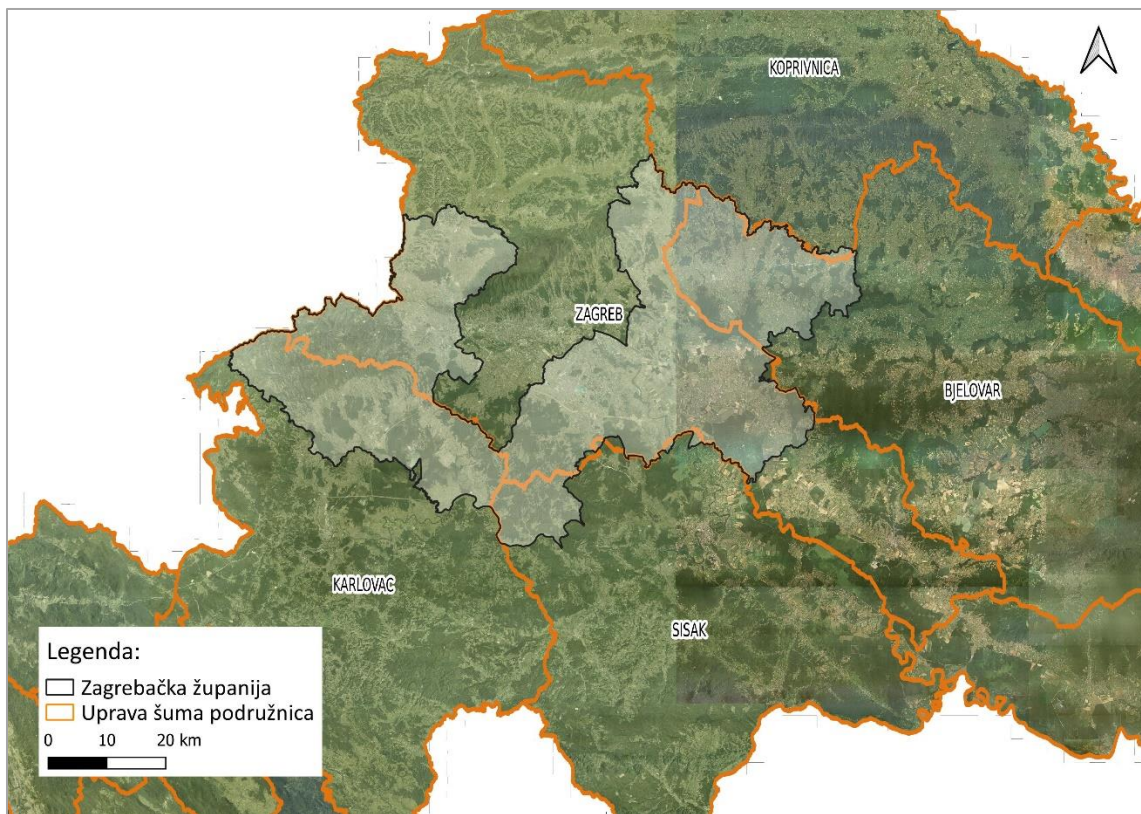 KOPRIVNICA
ZAGREB
BJELOVAR
KARLOVAC
SISAK
Legenda:
Zagrebačka županija
Uprava šuma podružnica
0 10 20 km